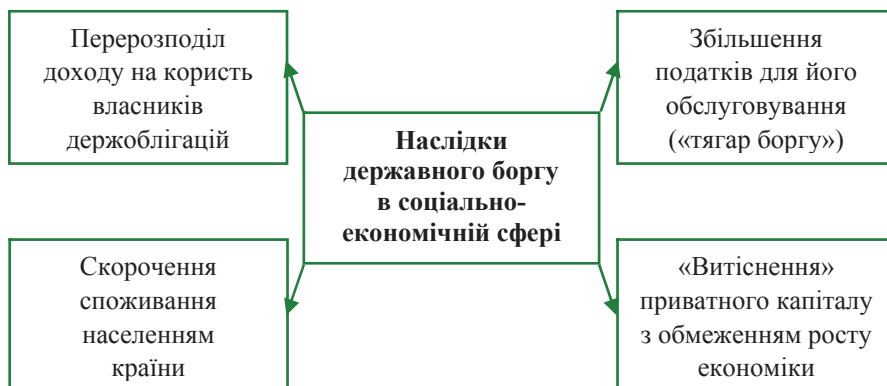 Перерозподіл
доходу на користь
власників
держоблігацій
Збільшення
податків для його
обслуговування
(«тягар боргу»)
Наслідки
державного боргу
в соціально-
економічній сфері
Скорочення
споживання
населенням
країни
«Витіснення»
приватного капіталу
з обмеженням росту
економіки